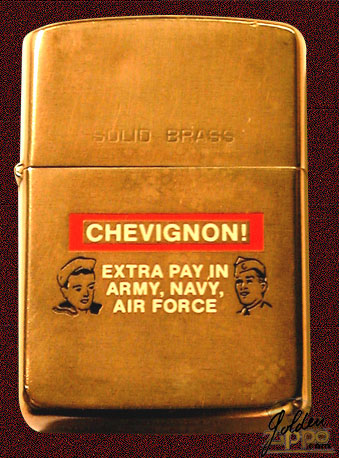 SOLID BRASS
CHEVIGNON!
EXTRA PAY IN
ARMY, NAVY,
AIR FORCE
Golden
Zippo